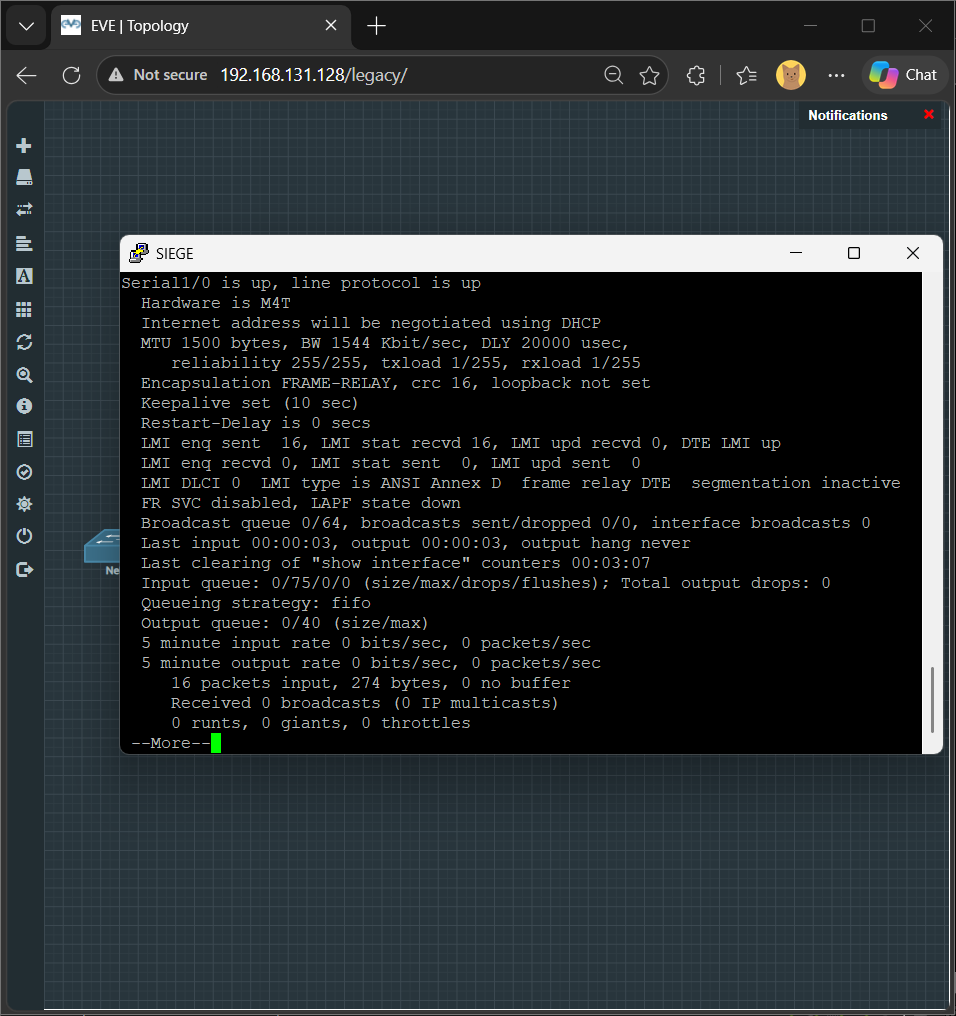 EVE | Topology
Not secure 192.168.131.128/legacy/
Chat
Notifications
A
SIEGE
Serial1/0 is up, line protocol is up
Hardware is M4T
Internet address will be negotiated using DHCP
MTU 1500 bytes, BW 1544 Kbit/sec, DLY 20000 usec,
reliability 255/255, txload 1/255, rxload 1/255
Encapsulation FRAME-RELAY, crc 16, loopback not set
Keepalive set (10 sec)
Restart-Delay is 0 secs
LMI enq sent  16, LMI stat recvd 16, LMI upd recvd 0, DTE LMI up
LMI enq recvd 0, LMI stat sent  0, LMI upd sent  0
LMI DLCI 0  LMI type is ANSI Annex D  frame relay DTE  segmentation inactive
FR SVC disabled, LAPF state down
Broadcast queue 0/64, broadcasts sent/dropped 0/0, interface broadcasts 0
Last input 00:00:03, output 00:00:03, output hang never
Last clearing of "show interface" counters 00:03:07
Input queue: 0/75/0/0 (size/max/drops/flushes); Total output drops: 0
Queueing strategy: fifo
Output queue: 0/40 (size/max)
5 minute input rate 0 bits/sec, 0 packets/sec
5 minute output rate 0 bits/sec, 0 packets/sec
16 packets input, 274 bytes, 0 no buffer
Received 0 broadcasts (0 IP multicasts)
0 runts, 0 giants, 0 throttles
--More--
Ne